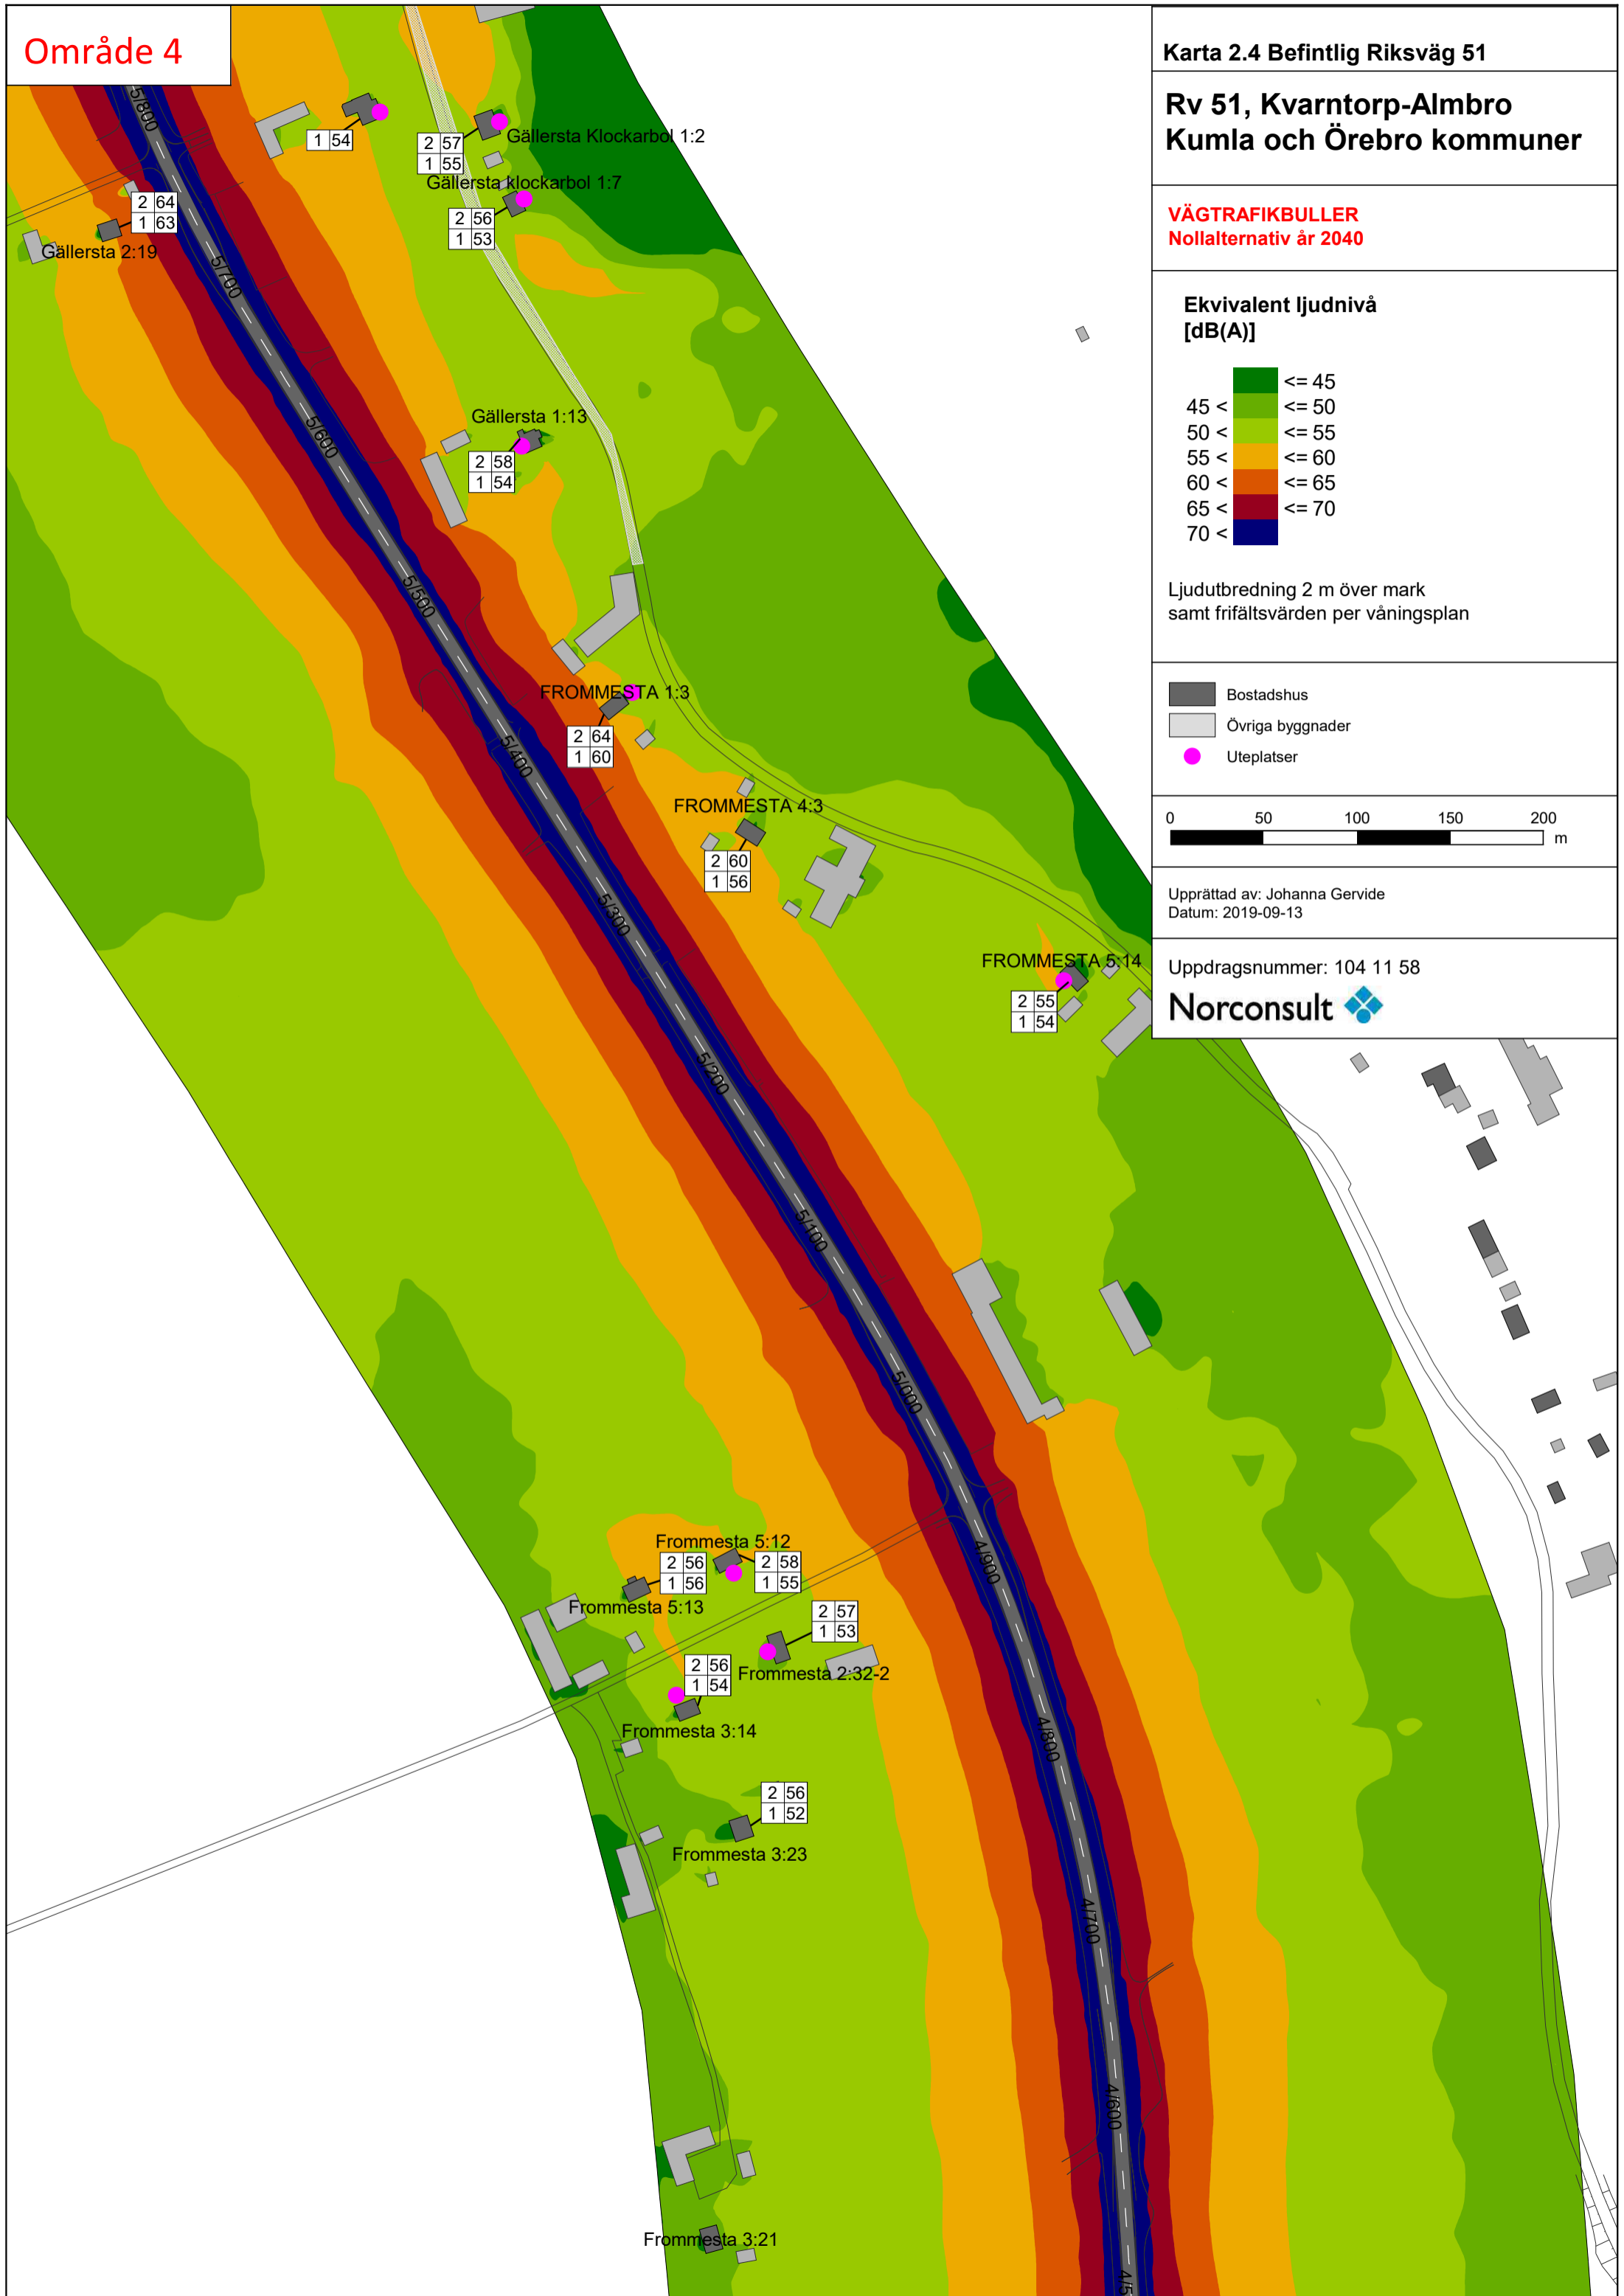 Område 4
Karta 2.4 Befintlig Riksväg 51
Rv 51, Kvarntorp-Almbro
Kumla och Örebro kommuner
VÄGTRAFIKBULLER
Nollalternativ år 2040
Ekvivalent ljudnivå
[dB(A)]
<= 45
45 < <= 50
50 < <= 55
55 < <= 60
60 < <= 65
65 < <= 70
70 <
Ljudutbredning 2 m över mark
samt frifältsvärden per våningsplan
Bostadshus
Övriga byggnader
Uteplatser
0 50 100 150 200
m
Upprättad av: Johanna Gervide
Datum: 2019-09-13
Uppdragsnummer: 104 11 58
Norconsult
5/800
1 54
2 57
1 55
Gällersta Klockarbol 1:2
Gällersta klockarbol 1:7
2 56
1 53
2 64
1 63
Gällersta 2:19
5/700
Gällersta 1:13
2 58
1 54
5/600
5/500
FROMMESTA 1:3
2 64
1 60
5/400
FROMMESTA 4:3
2 60
1 56
5/300
FROMMESTA 5:14
2 55
1 54
5/200
5/100
5/000
Frommesta 5:12
2 56
1 56
2 58
1 55
Frommesta 5:13
4/900
2 57
1 53
Frommesta 2:32-2
2 56
1 54
Frommesta 3:14
4/800
2 56
1 52
Frommesta 3:23
4/700
4/600
Frommesta 3:21
4/5